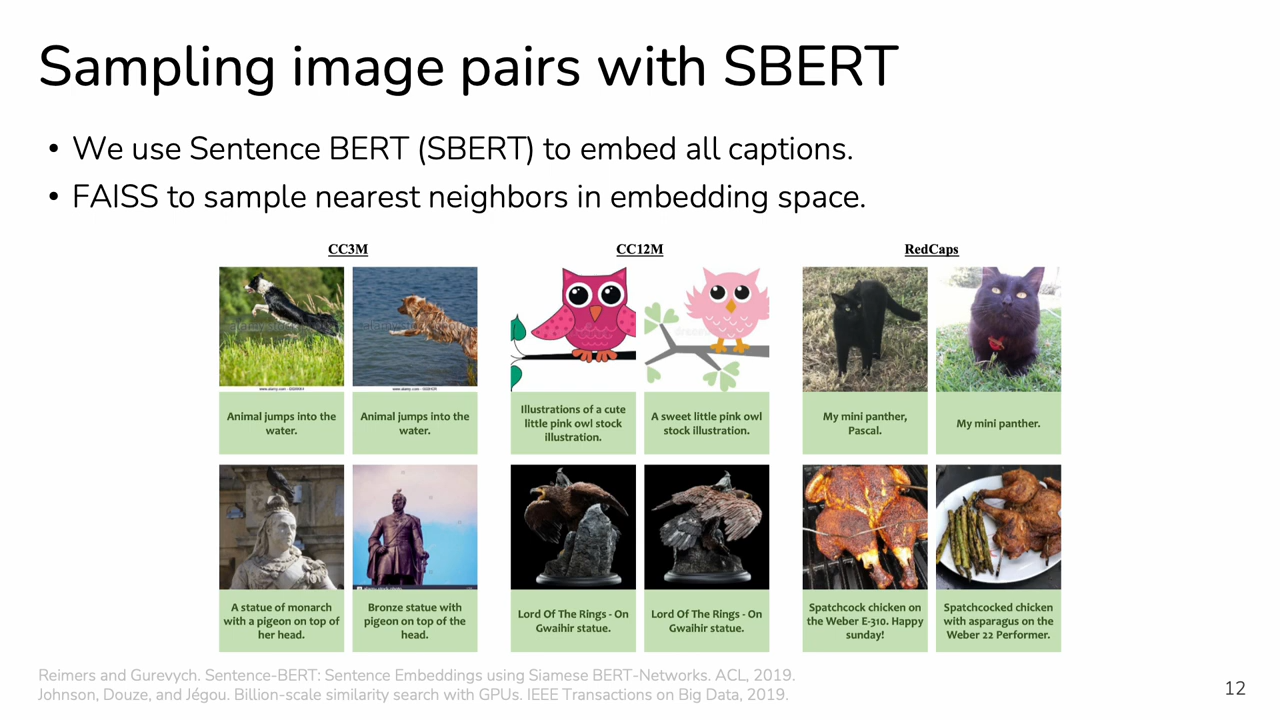 Sampling image pairs with SBERT
• We use Sentence BERT (SBERT) to embed all captions.
• FAISS to sample nearest neighbors in embedding space.
CC3M
CC12M
RedCaps
Animal jumps into the
water.
Animal jumps into the
water.
Illustrations of a cute
little pink owl stock
illustration.
A sweet little pink owl
stock illustration.
My mini panther,
Pascal.
My mini panther.
A statue of monarch
with a pigeon on top of
her head.
Bronze statue with
pigeon on top of the
head.
Lord Of The Rings - On
Gwaihir statue.
Lord Of The Rings - On
Gwaihir statue.
Spatchcock chicken on
the Weber E-310. Happy
sunday!
Spatchcocked chicken
with asparagus on the
Weber 22 Performer.
Reimers and Gurevych. Sentence-BERT: Sentence Embeddings using Siamese BERT-Networks. ACL, 2019.
Johnson, Douze, and Jégou. Billion-scale similarity search with GPUs. IEEE Transactions on Big Data, 2019.
12